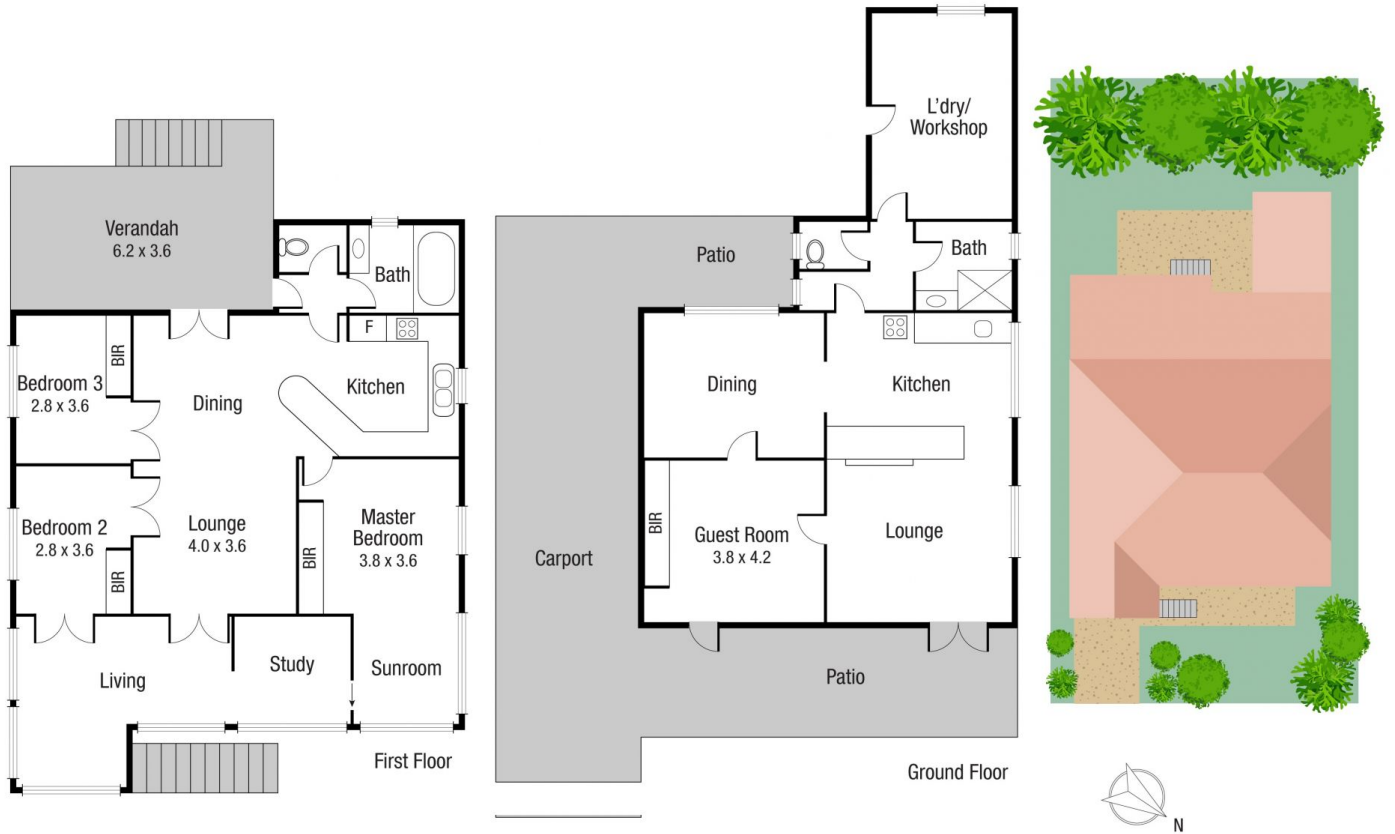 Verandah
6.2 x 3.6
Bath
F
BIR
Bedroom 3
2.8 x 3.6
Dining
Kitchen
Bedroom 2
2.8 x 3.6
BIR
Lounge
4.0 x 3.6
BIR
Master
Bedroom
3.8 x 3.6
Living
Study
Sunroom
First Floor
L'dry/
Workshop
Patio
Bath
Dining
Kitchen
Carport
BIR
Guest Room
3.8 x 4.2
Lounge
Patio
Ground Floor
N